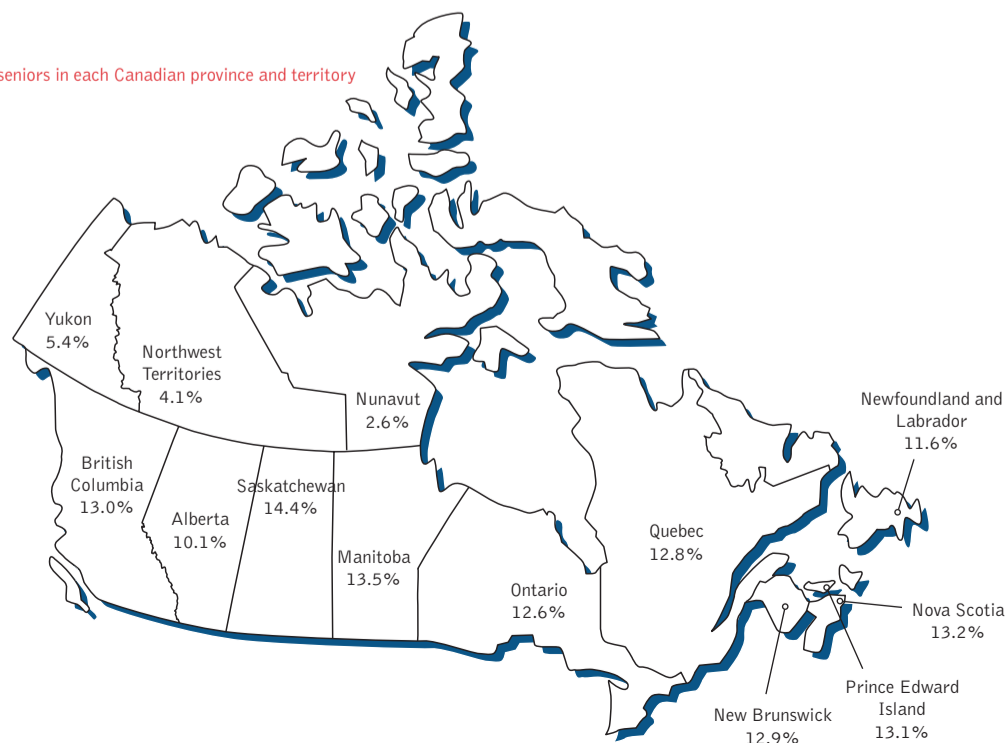 seniors in each Canadian province and territory
Yukon
5.4%
Northwest
Territories
4.1%
Nunavut
2.6%
Newfoundland and
Labrador
11.6%
British
Columbia
13.0%
Alberta
10.1%
Saskatchewan
14.4%
Manitoba
13.5%
Ontario
12.6%
Quebec
12.8%
Nova Scotia
13.2%
Prince Edward
Island
13.1%
New Brunswick
12.9%